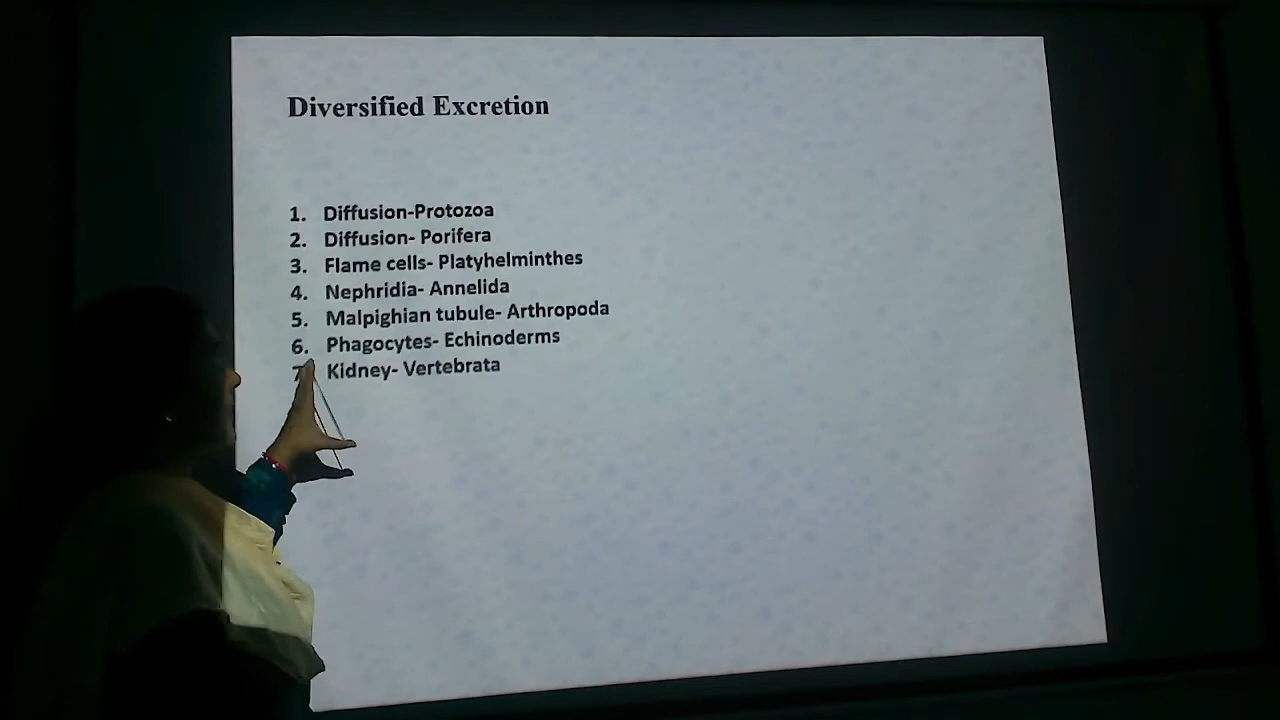 Diversified Excretion
1. Diffusion-Protozoa
2. Diffusion- Porifera
3. Flame cells- Platyhelminthes
4. Nephridia- Annelida
5. Malpighian tubule- Arthropoda
6. Phagocytes- Echinoderms
7. Kidney- Vertebrata